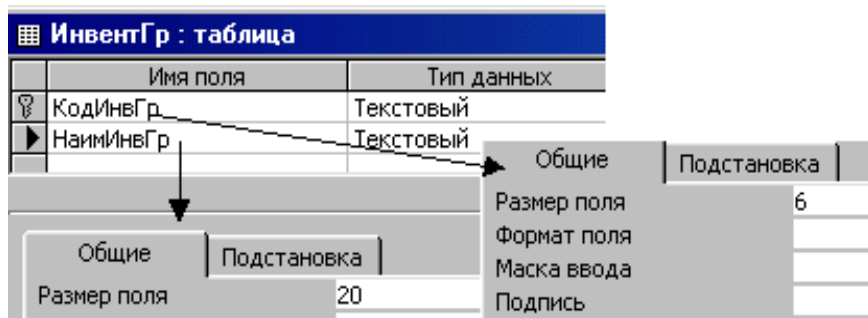 ИнвентГр : таблица
Имя поля Тип данных
КодИнвГр Текстовый
НаимИнвГр Текстовый
Общие Подстановка
Размер поля 6
Формат поля
Маска ввода
Подпись
Общие Подстановка
Размер поля 20